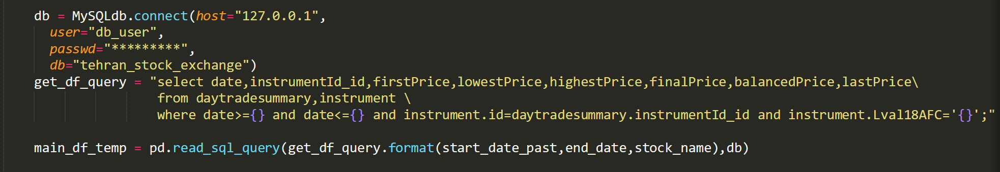 db = MySQLdb.connect(host="127.0.0.1",
user="db_user",
passwd="*********",
db="tehran_stock_exchange")
get_df_query = "select date,instrumentId_id,firstPrice,lowestPrice,highestPrice,finalPrice,balancedPrice,lastPrice\
from daytradesummary,instrument \
where date>={} and date<={} and instrument.id=daytradesummary.instrumentId_id and instrument.Lval18AFC='{}';"
main_df_temp = pd.read_sql_query(get_df_query.format(start_date_past,end_date,stock_name),db)